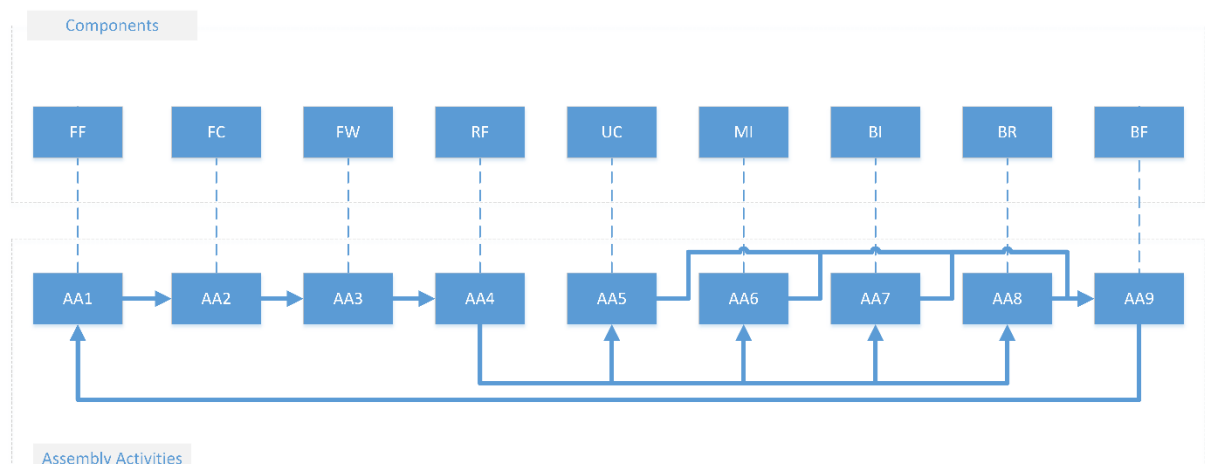 Components
FF FC FW RF UC MI BI BR BF
AA1 AA2 AA3 AA4 AA5 AA6 AA7 AA8 AA9
Assembly Activities